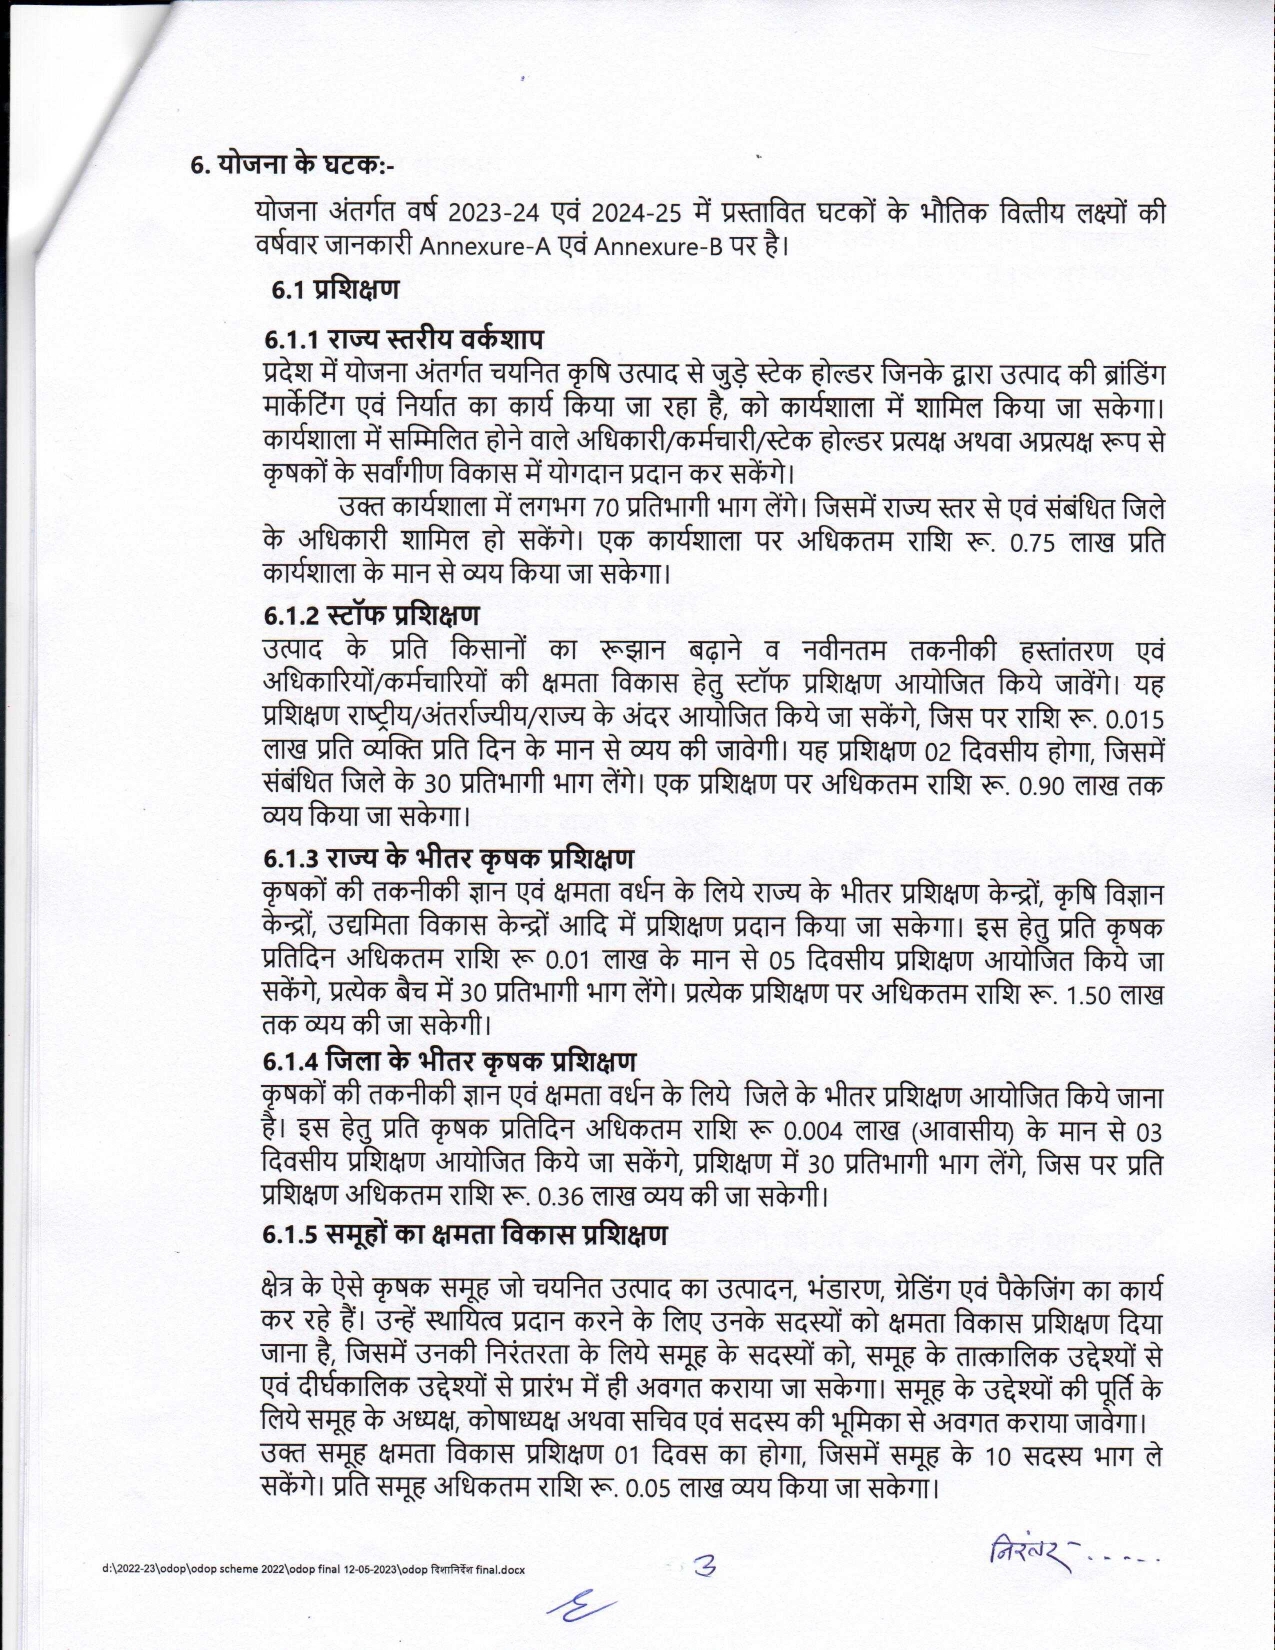 6. योजना के घटक:-
योजना अंतर्गत वर्ष 2023-24 एवं 2024-25 में प्रस्तावित घटकों के भौतिक वित्तीय लक्ष्यों की
वर्षवार जानकारी Annexure-A एवं Annexure-B पर है।
6.1 प्रशिक्षण
6.1.1 राज्य स्तरीय वर्कशाप
प्रदेश में योजना अंतर्गत चयनित कृषि उत्पाद से जुड़े स्टेक होल्डर जिनके द्वारा उत्पाद की ब्रांडिंग
मार्केटिंग एवं निर्यात का कार्य किया जा रहा है, को कार्यशाला में शामिल किया जा सकेगा।
कार्यशाला में सम्मिलित होने वाले अधिकारी/कर्मचारी/स्टेक होल्डर प्रत्यक्ष अथवा अप्रत्यक्ष रूप से
कृषकों के सर्वांगीण विकास में योगदान प्रदान कर सकेंगे।
उक्त कार्यशाला में लगभग 70 प्रतिभागी भाग लेंगे। जिसमें राज्य स्तर से एवं संबंधित जिले
के अधिकारी शामिल हो सकेंगे। एक कार्यशाला पर अधिकतम राशि रू. 0.75 लाख प्रति
कार्यशाला के मान से व्यय किया जा सकेगा।
6.1.2 स्टॉफ प्रशिक्षण
उत्पाद के प्रति किसानों का रूझान बढ़ाने व नवीनतम तकनीकी हस्तांतरण एवं
अधिकारियों/कर्मचारियों की क्षमता विकास हेतु स्टॉफ प्रशिक्षण आयोजित किये जावेंगे। यह
प्रशिक्षण राष्ट्रीय/अंतर्राज्यीय/राज्य के अंदर आयोजित किये जा सकेंगे, जिस पर राशि रू. 0.015
लाख प्रति व्यक्ति प्रति दिन के मान से व्यय की जावेगी। यह प्रशिक्षण 02 दिवसीय होगा, जिसमें
संबंधित जिले के 30 प्रतिभागी भाग लेंगे। एक प्रशिक्षण पर अधिकतम राशि रू. 0.90 लाख तक
व्यय किया जा सकेगा।
6.1.3 राज्य के भीतर कृषक प्रशिक्षण
कृषकों की तकनीकी ज्ञान एवं क्षमता वर्धन के लिये राज्य के भीतर प्रशिक्षण केन्द्रों, कृषि विज्ञान
केन्द्रों, उद्यमिता विकास केन्द्रों आदि में प्रशिक्षण प्रदान किया जा सकेगा। इस हेतु प्रति कृषक
प्रतिदिन अधिकतम राशि रू 0.01 लाख के मान से 05 दिवसीय प्रशिक्षण आयोजित किये जा
सकेंगे, प्रत्येक बैच में 30 प्रतिभागी भाग लेंगे। प्रत्येक प्रशिक्षण पर अधिकतम राशि रू. 1.50 लाख
तक व्यय की जा सकेगी।
6.1.4 जिला के भीतर कृषक प्रशिक्षण
कृषकों की तकनीकी ज्ञान एवं क्षमता वर्धन के लिये जिले के भीतर प्रशिक्षण आयोजित किये जाना
है। इस हेतु प्रति कृषक प्रतिदिन अधिकतम राशि रू 0.004 लाख (आवासीय) के मान से 03
दिवसीय प्रशिक्षण आयोजित किये जा सकेंगे, प्रशिक्षण में 30 प्रतिभागी भाग लेंगे, जिस पर प्रति
प्रशिक्षण अधिकतम राशि रू. 0.36 लाख व्यय की जा सकेगी।
6.1.5 समूहों का क्षमता विकास प्रशिक्षण
क्षेत्र के ऐसे कृषक समूह जो चयनित उत्पाद का उत्पादन, भंडारण, ग्रेडिंग एवं पैकेजिंग का कार्य
कर रहे हैं। उन्हें स्थायित्व प्रदान करने के लिए उनके सदस्यों को क्षमता विकास प्रशिक्षण दिया
जाना है, जिसमें उनकी निरंतरता के लिये समूह के सदस्यों को, समूह के तात्कालिक उद्देश्यों से
एवं दीर्घकालिक उद्देश्यों से प्रारंभ में ही अवगत कराया जा सकेगा। समूह के उद्देश्यों की पूर्ति के
लिये समूह के अध्यक्ष, कोषाध्यक्ष अथवा सचिव एवं सदस्य की भूमिका से अवगत कराया जावेगा।
उक्त समूह क्षमता विकास प्रशिक्षण 01 दिवस का होगा, जिसमें समूह के 10 सदस्य भाग ले
सकेंगे। प्रति समूह अधिकतम राशि रू. 0.05 लाख व्यय किया जा सकेगा।
निरंतर-.....
d:\2022-23\odop\odop scheme 2022\odop final 12-05-2023\odop दिशानिर्देश final.docx
3